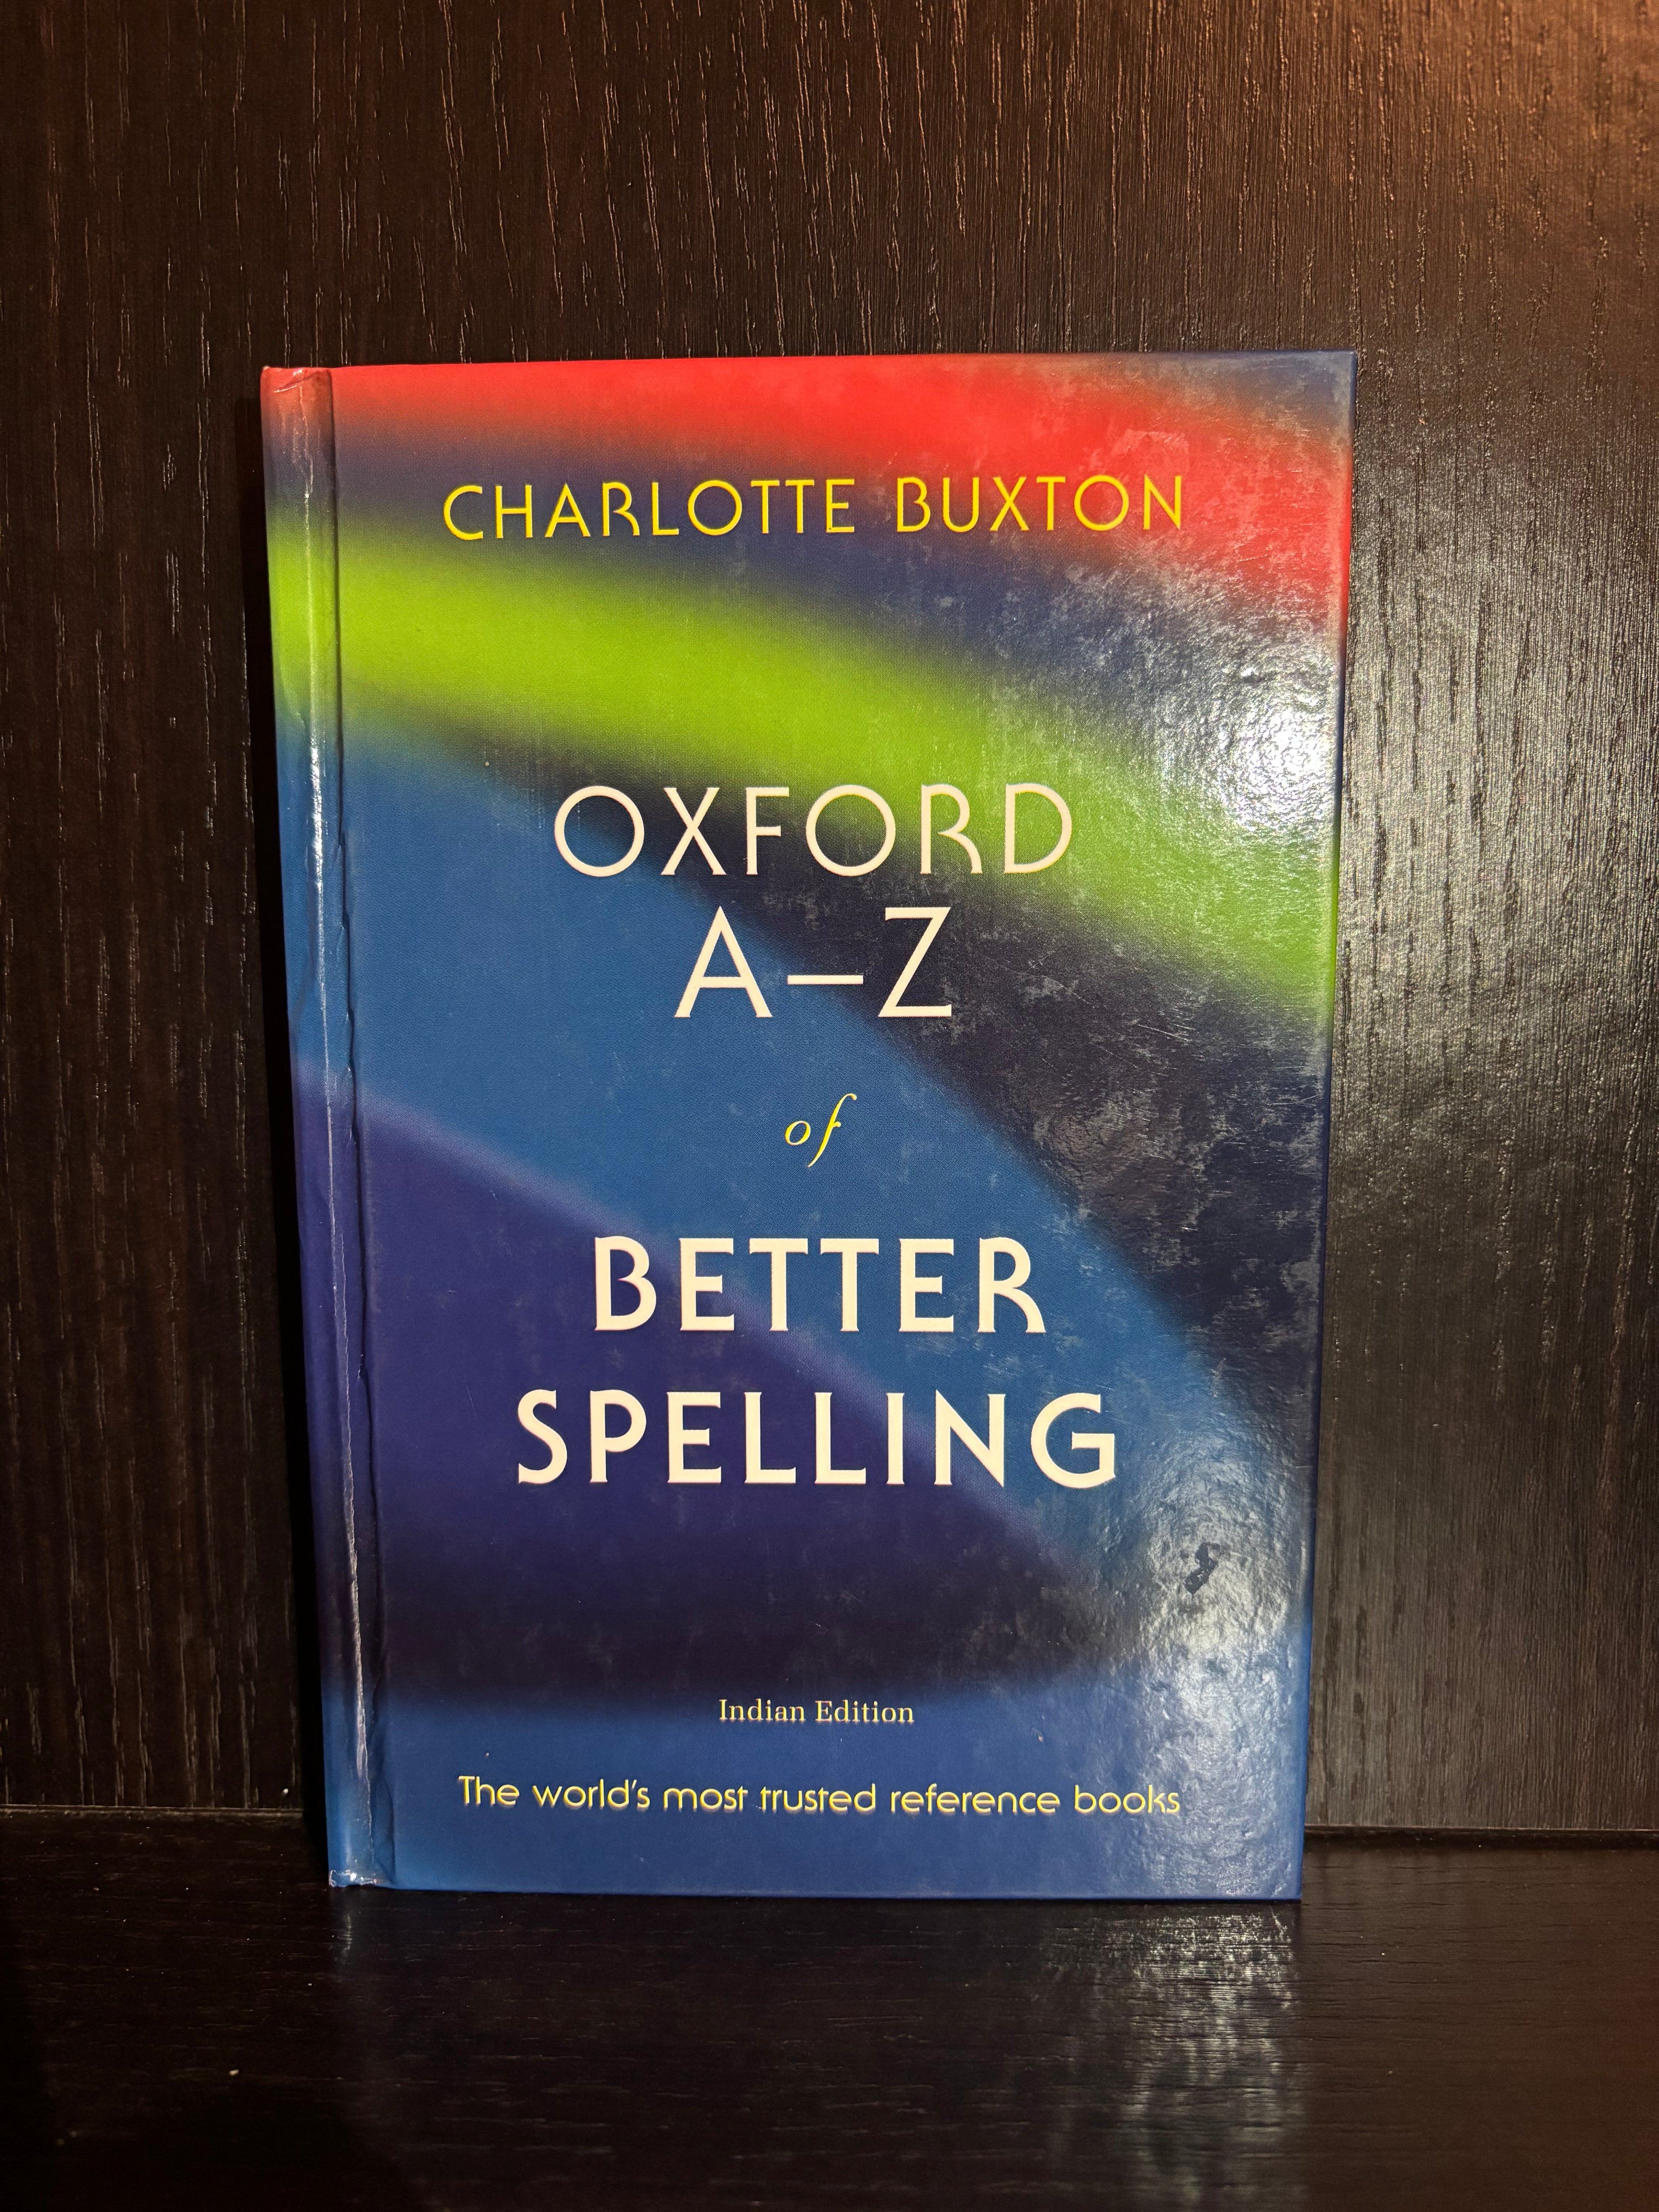 CHARLOTTE BUXTON
OXFORD
A–Z
of
BETTER
SPELLING
Indian Edition
The world's most trusted reference books